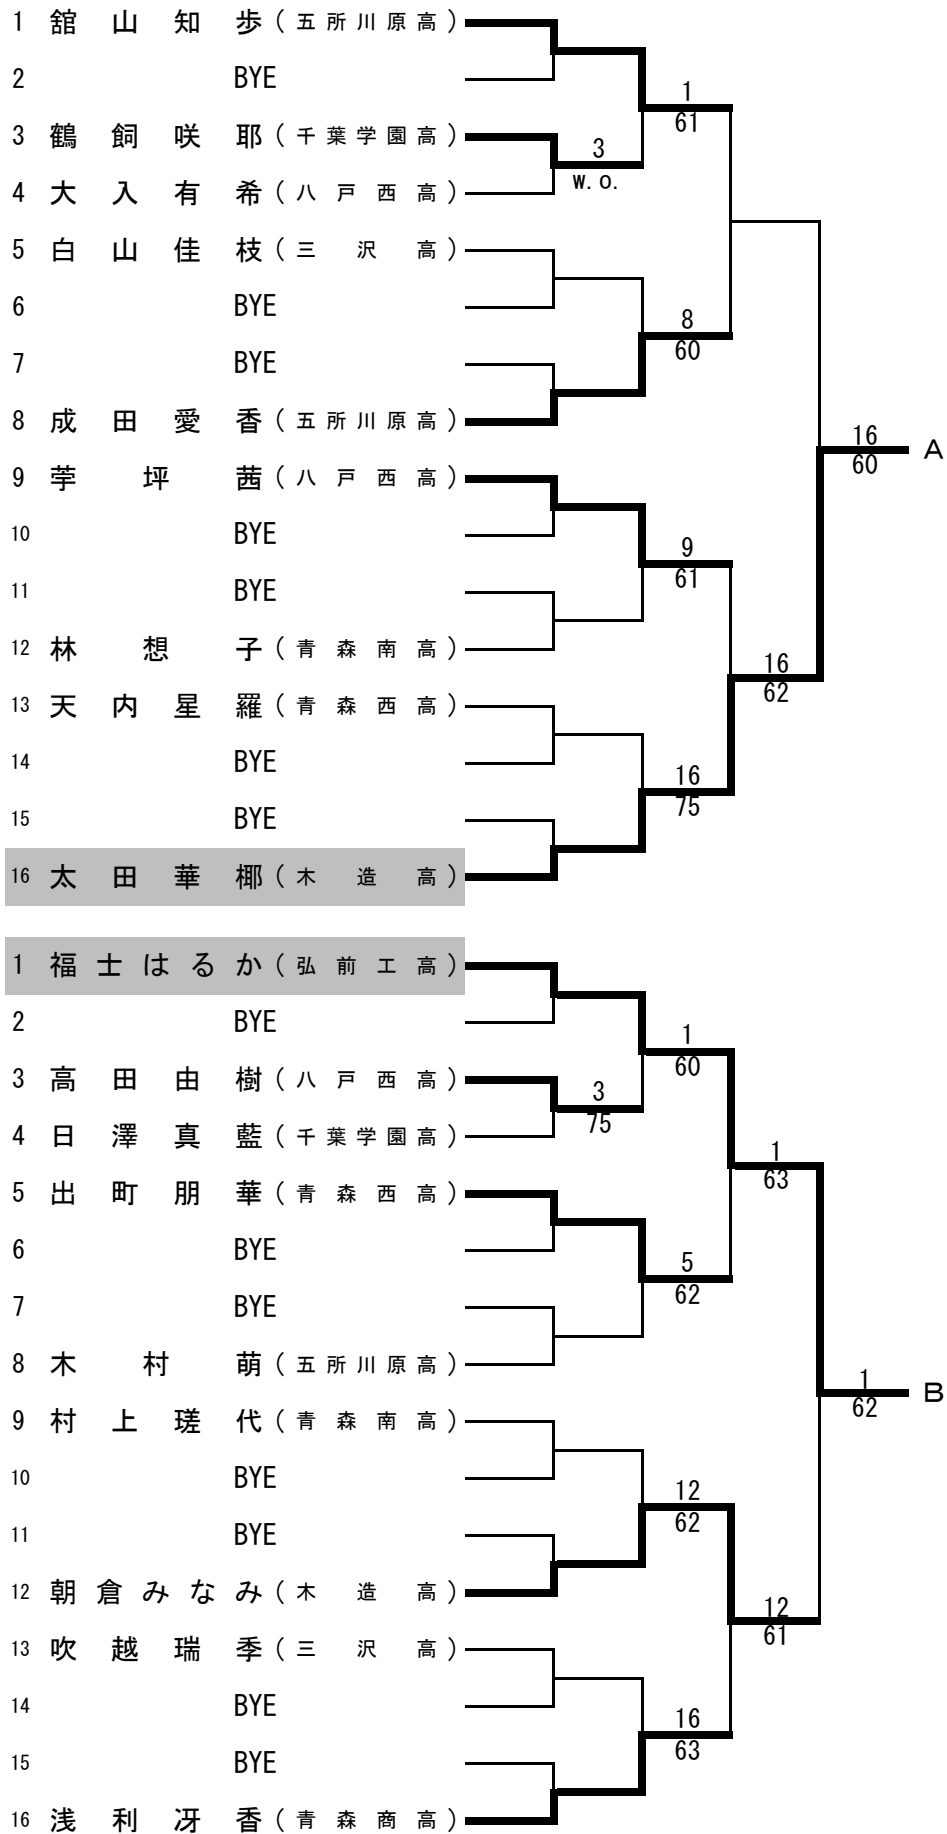 1 舘山知歩(五所川原高)
2 BYE
1
61
3 鶴飼咲耶(千葉学園高)
3
w.o.
4 大入有希(八戸西高)
5 白山佳枝(三沢高)
6 BYE
8
60
7 BYE
8 成田愛香(五所川原高)
16
60
A
9 苧坪茜(八戸西高)
10 BYE
9
61
11 BYE
12 林想子(青森南高)
16
62
13 天内星羅(青森西高)
14 BYE
16
75
15 BYE
16 太田華椰(木造高)
1 福士はるか(弘前工高)
2 BYE
1
60
3 高田由樹(八戸西高)
3
75
4 日澤真藍(千葉学園高)
1
63
5 出町朋華(青森西高)
6 BYE
5
62
7 BYE
8 木村萌(五所川原高)
1
62
B
9 村上瑳代(青森南高)
10 BYE
12
62
11 BYE
12 朝倉みなみ(木造高)
12
61
13 吹越瑞季(三沢高)
14 BYE
16
63
15 BYE
16 浅利冴香(青森商高)